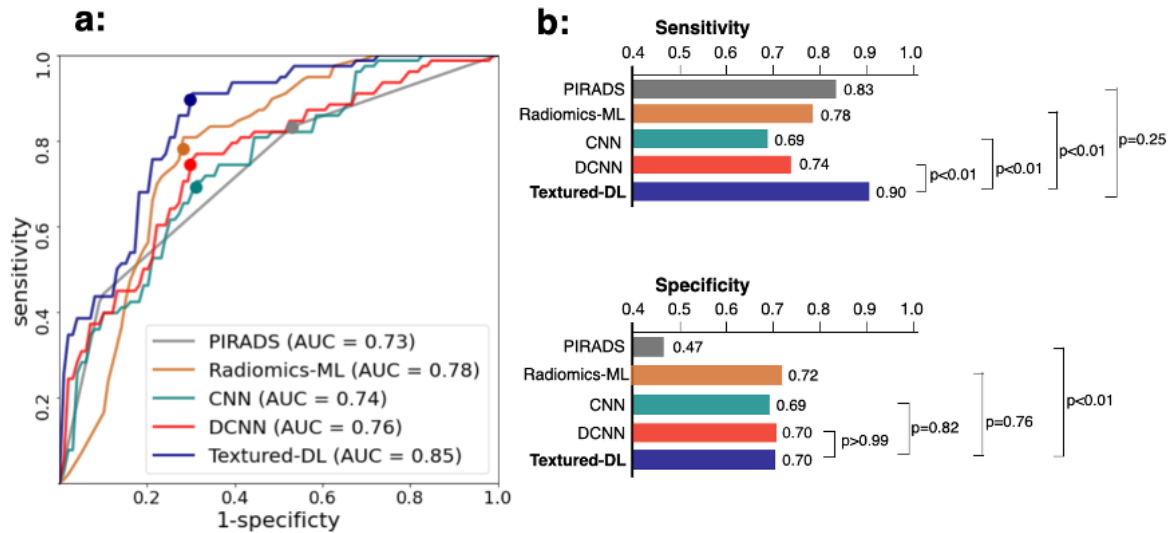 a:
1.0
0.8
0.6
0.4
0.2
sensitivity
PIRADS (AUC = 0.73)
Radiomics-ML (AUC = 0.78)
CNN (AUC = 0.74)
DCNN (AUC = 0.76)
Textured-DL (AUC = 0.85)
0.2 0.4 0.6 0.8 1.0
1-specificty
b:
Sensitivity
0.4 0.5 0.6 0.7 0.8 0.9 1.0
PIRADS 0.83
Radiomics-ML 0.78
CNN 0.69
DCNN 0.74
Textured-DL 0.90
p<0.01
p<0.01
p<0.01
p=0.25
Specificity
0.4 0.5 0.6 0.7 0.8 0.9 1.0
PIRADS 0.47
Radiomics-ML 0.72
CNN 0.69
DCNN 0.70
Textured-DL 0.70
p>0.99
p=0.82
p=0.76
p<0.01